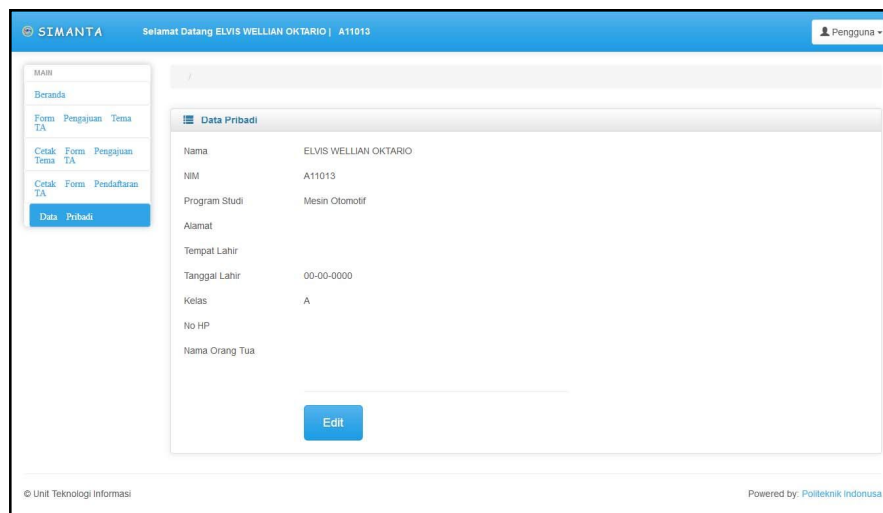 SIMANTA
Selamat Datang ELVIS WELLIAN OKTARIO | A11013
Pengguna
MAIN
Beranda
Form Pengajuan Tema
TA
Cetak Form Pengajuan
Tema TA
Cetak Form Pendaftaran
TA
Data Pribadi
/
Data Pribadi
Nama ELVIS WELLIAN OKTARIO
NIM A11013
Program Studi Mesin Otomotif
Alamat
Tempat Lahir
Tanggal Lahir 00-00-0000
Kelas A
No HP
Nama Orang Tua
Edit
© Unit Teknologi Informasi
Powered by: Politeknik Indonusa